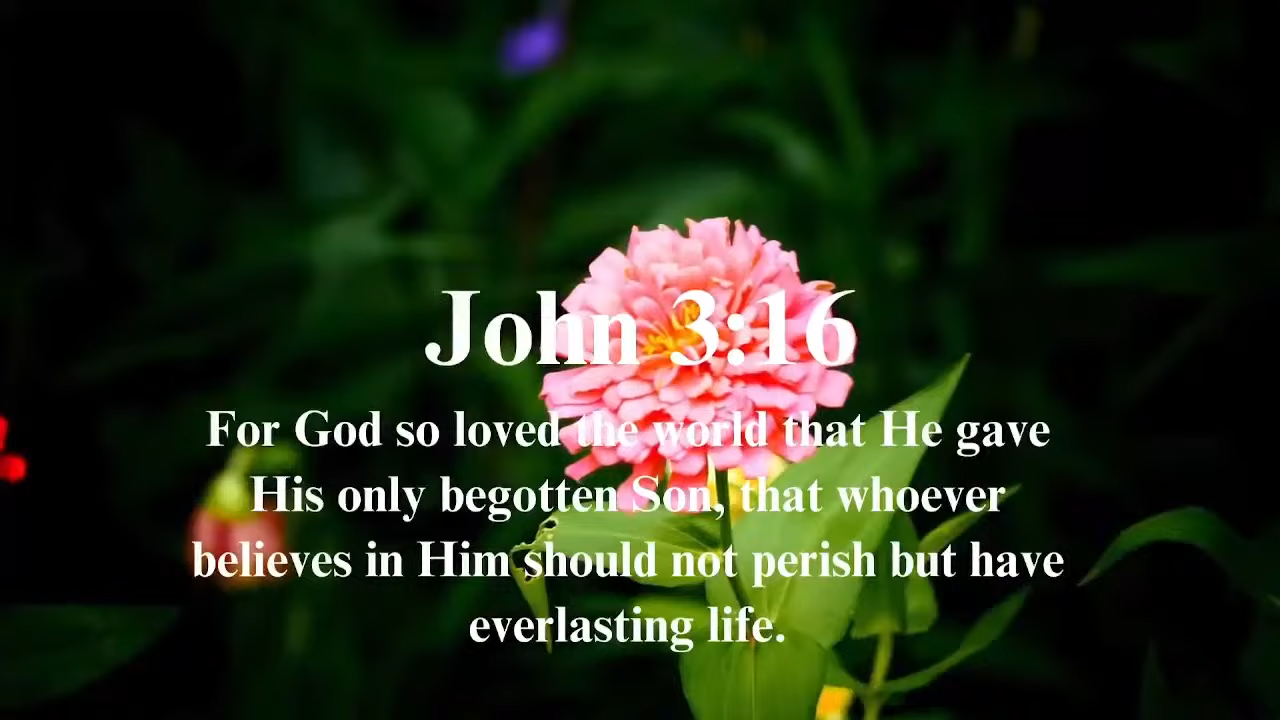 John 3:16
For God so loved the world that He gave
His only begotten Son, that whoever
believes in Him should not perish but have
everlasting life.